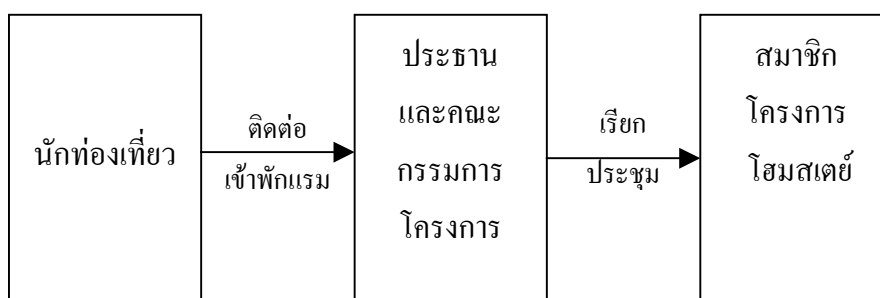 นักท่องเที่ยว
ติดต่อ
เข้าพักแรม
ประธาน
และคณะ
กรรมการ
โครงการ
เรียก
ประชุม
สมาชิก
โครงการ
โฮมสเตย์